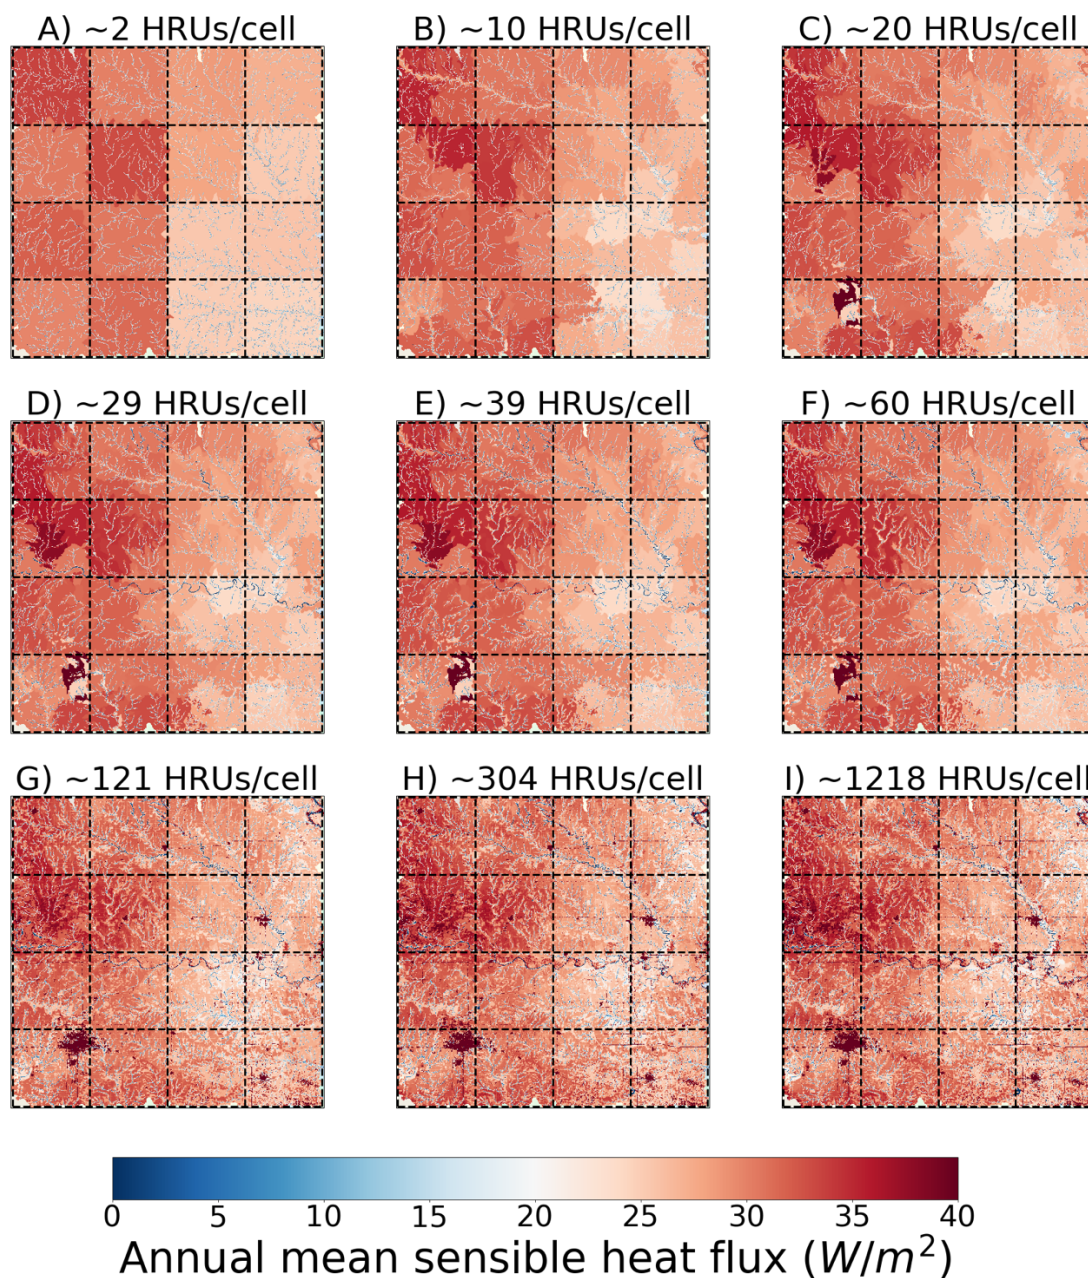 A) ~2 HRUs/cell
B) ~10 HRUs/cell
C) ~20 HRUs/cell
D) ~29 HRUs/cell
E) ~39 HRUs/cell
F) ~60 HRUs/cell
G) ~121 HRUs/cell
H) ~304 HRUs/cell
I) ~1218 HRUs/cell
0 5 10 15 20 25 30 35 40
Annual mean sensible heat flux (W/m²)